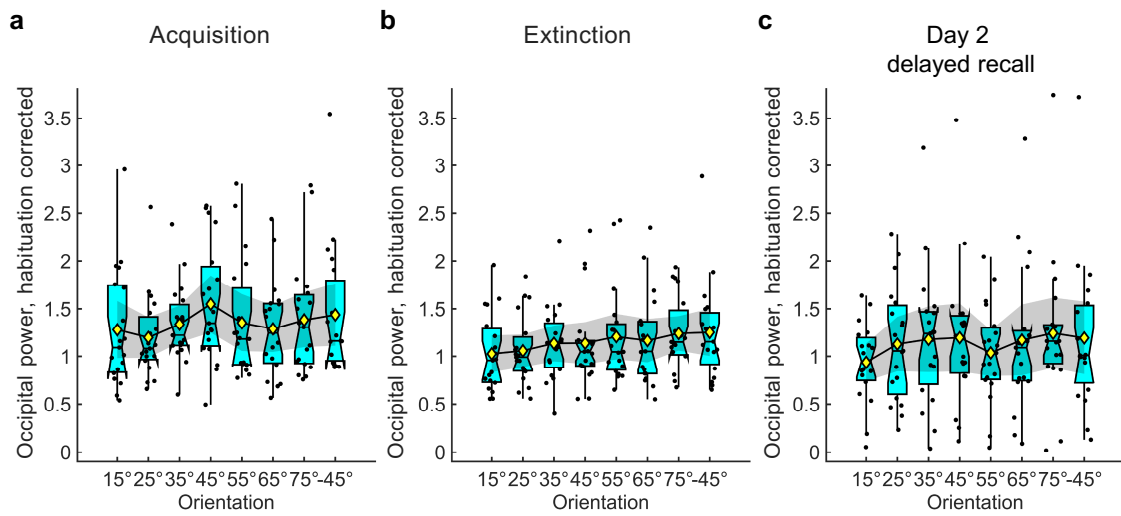 a
Acquisition
Occipital power, habituation corrected
3.5
3
2.5
2
1.5
1
0.5
0
15° 25° 35° 45° 55° 65° 75° -45°
Orientation
b
Extinction
Occipital power, habituation corrected
3.5
3
2.5
2
1.5
1
0.5
0
15° 25° 35° 45° 55° 65° 75° -45°
Orientation
c
Day 2
delayed recall
Occipital power, habituation corrected
3.5
3
2.5
2
1.5
1
0.5
0
15° 25° 35° 45° 55° 65° 75° -45°
Orientation